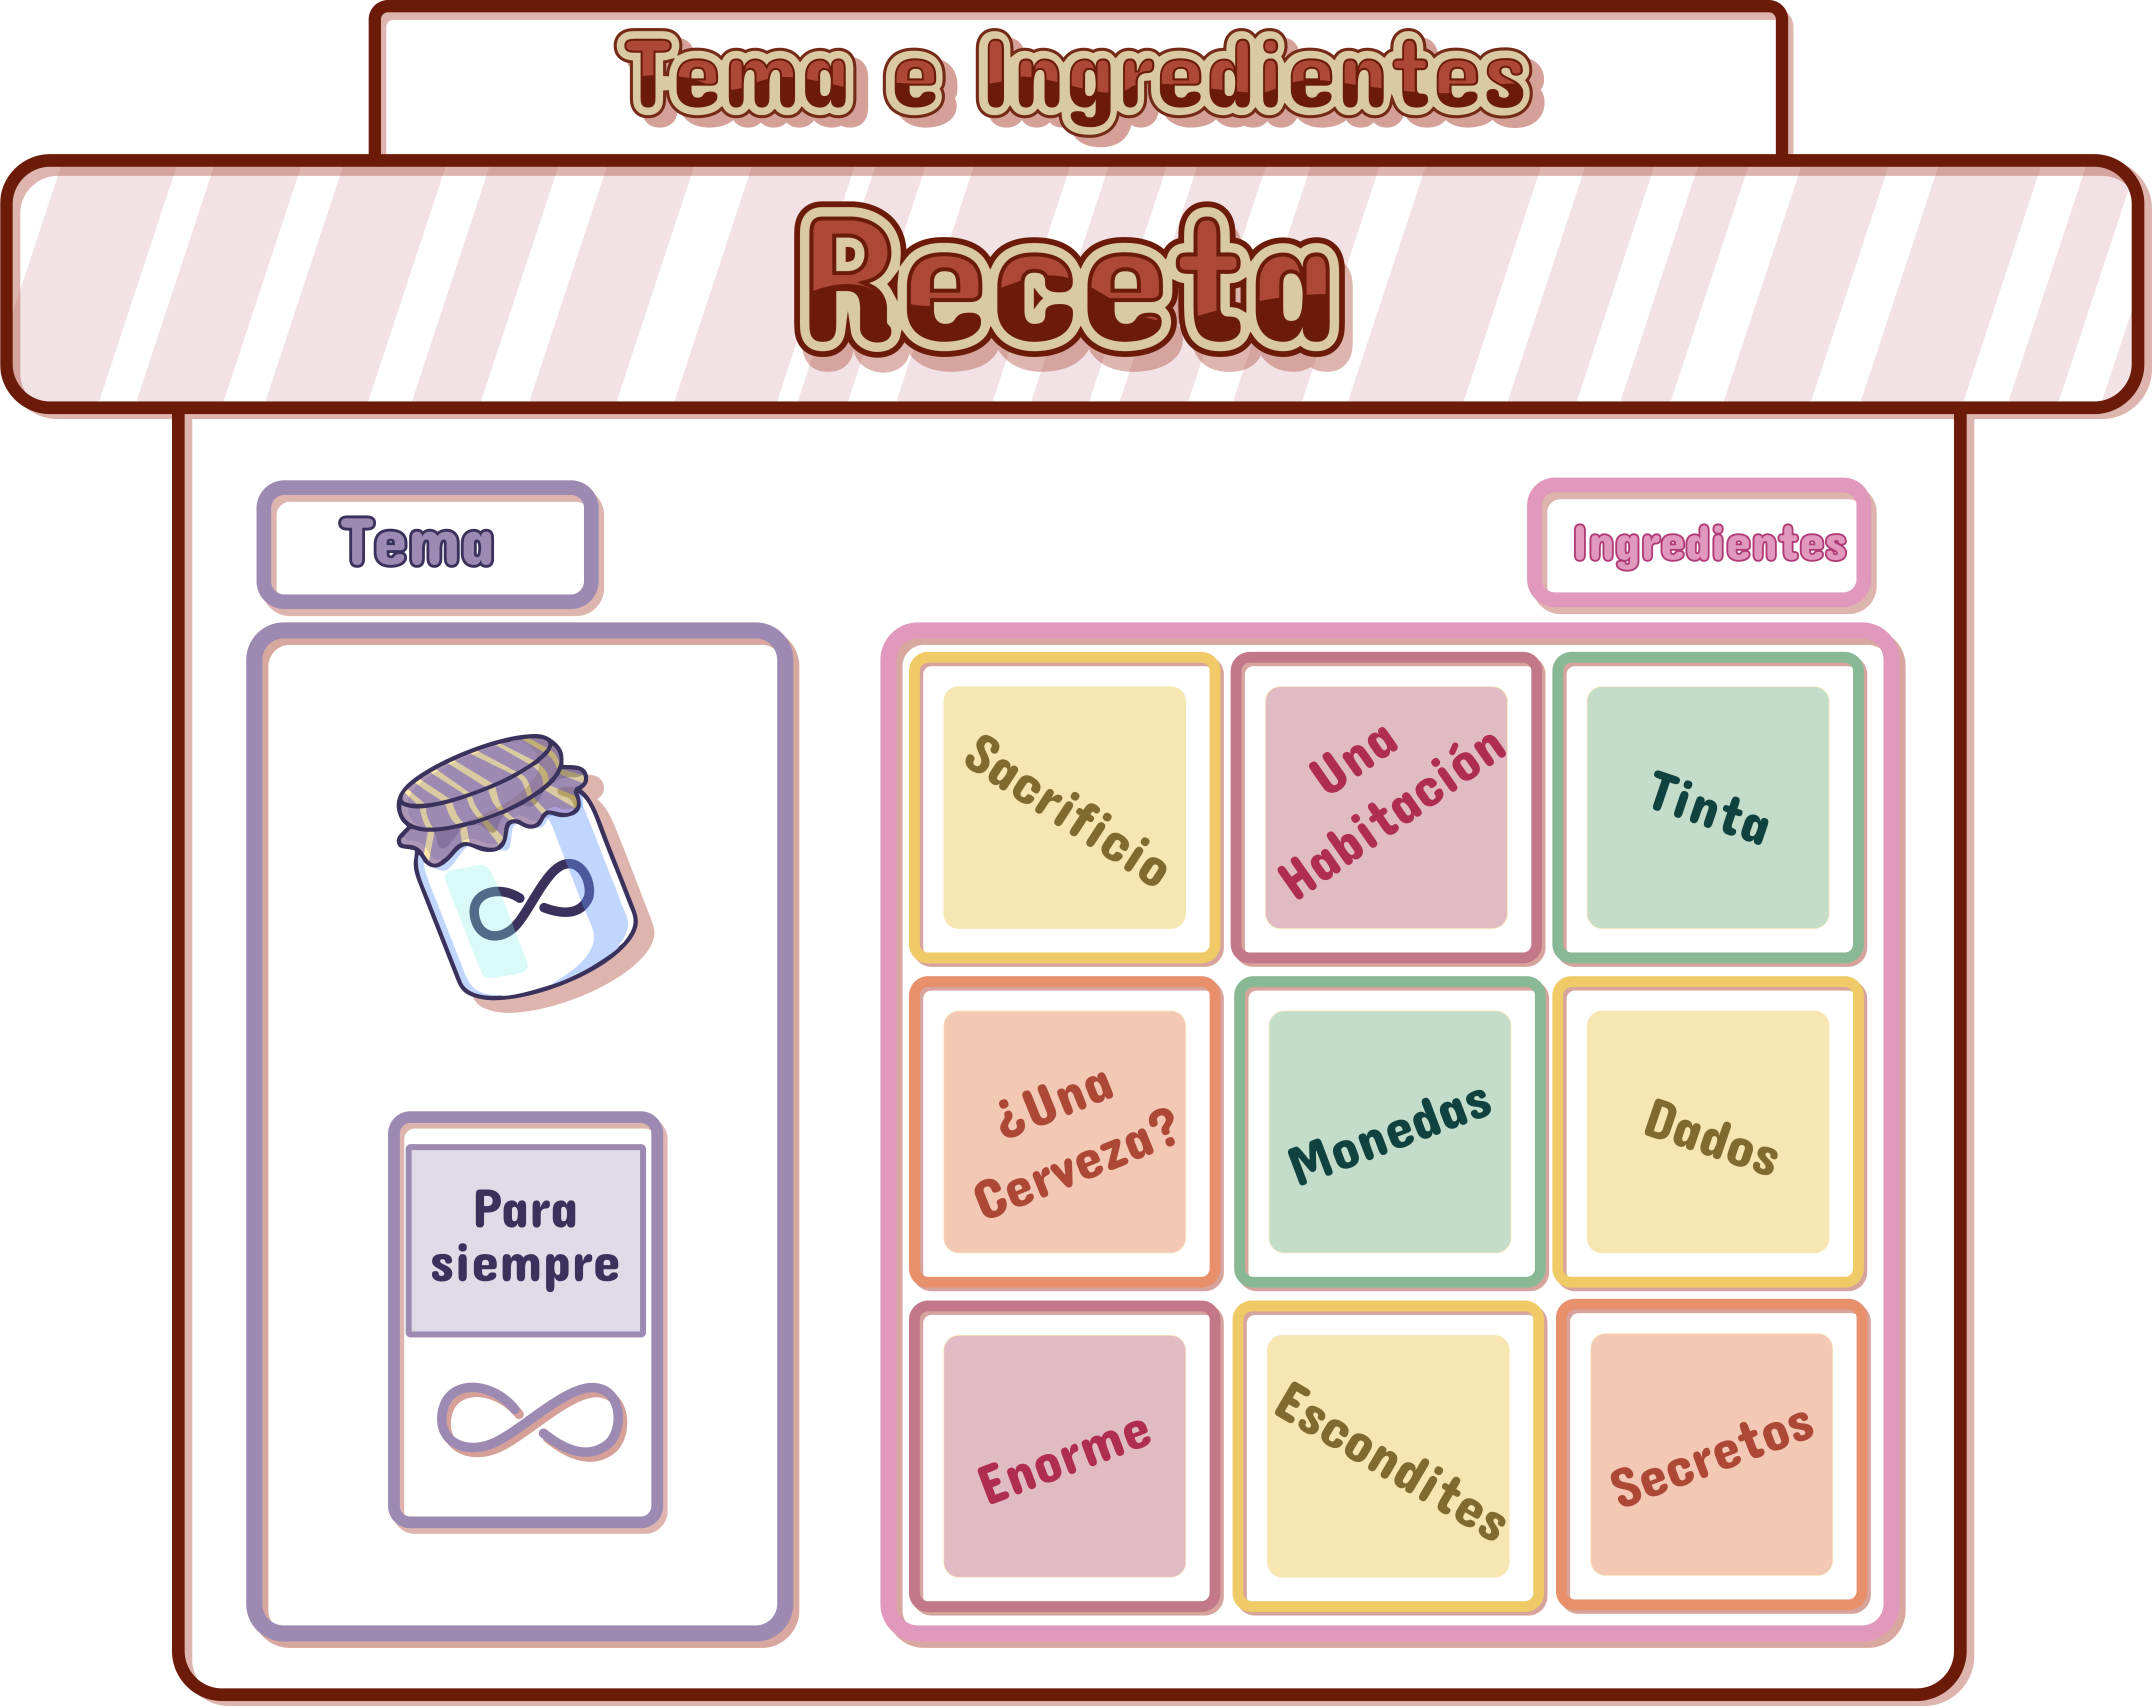 Tema e Ingredientes
Receta
Tema
Ingredientes
Para
siempre
Sacrificio
Una
Habitación
Tinta
¿Una
Cerveza?
Monedas
Dados
Enorme
Escondites
Secretos